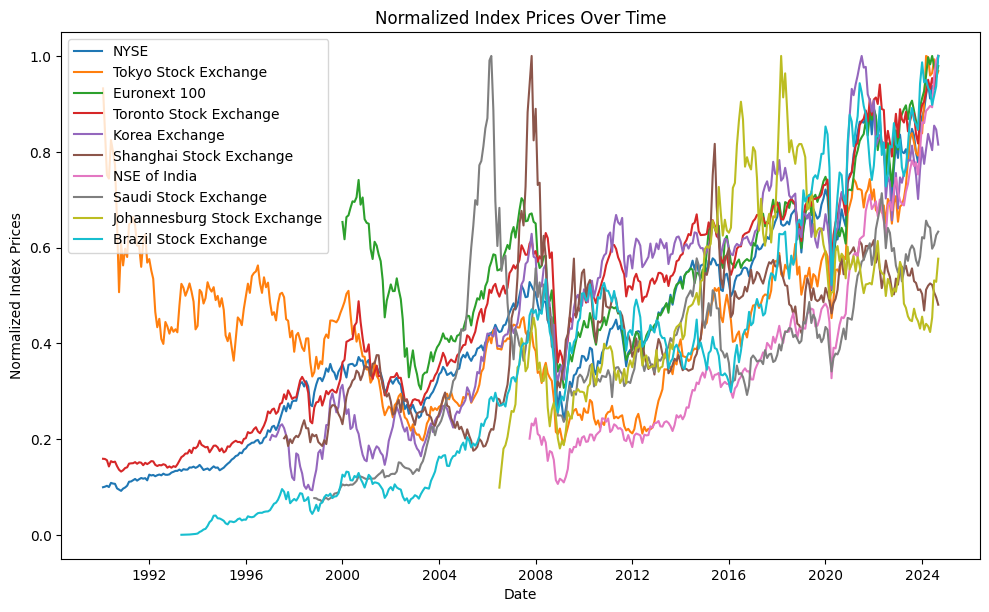 Normalized Index Prices Over Time
NYSE
Tokyo Stock Exchange
Euronext 100
Toronto Stock Exchange
Korea Exchange
Shanghai Stock Exchange
NSE of India
Saudi Stock Exchange
Johannesburg Stock Exchange
Brazil Stock Exchange
Normalized Index Prices
1.0
0.8
0.6
0.4
0.2
0.0
1992 1996 2000 2004 2008 2012 2016 2020 2024
Date